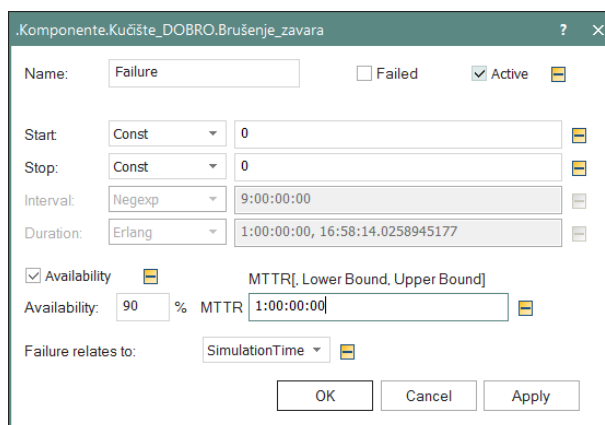 .Komponente.Kučište_DOBRO.Brušenje_zavara ? ×
Name: Failure Failed Active
Start: Const 0
Stop: Const 0
Interval: Negexp 9:00:00:00
Duration: Erlang 1:00:00:00, 16:58:14.0258945177
Availability MTTR[, Lower Bound, Upper Bound]
Availability: 90 % MTTR 1:00:00:00
Failure relates to: SimulationTime
OK Cancel Apply